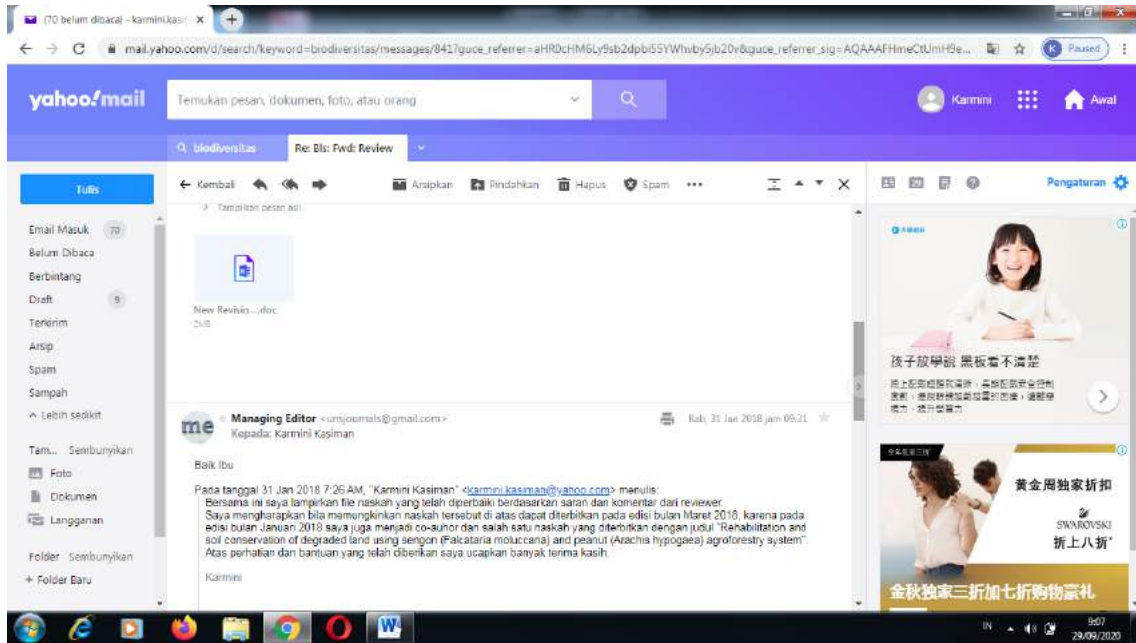 (70 belum dibaca) - karmini.kasi
mail.yahoo.com/d/search/keyword=biodiversitas/messages/841?guce_referrer=
Paused
yahoo!mail
Temukan pesan, dokumen, foto, atau orang
Karmini
Awal
biodiversitas
Re: Bls: Fwd: Review
Tulis
Kembali
Arsipkan
Pindahkan
Hapus
Spam
Pengaturan
Email Masuk 70
Belum Dibaca
Berbintang
Draft 9
Terkirim
Arsip
Spam
Sampah
Lebih sedikit
Tam... Sembunyikan
Foto
Dokumen
Langganan
Folder Sembunyikan
+ Folder Baru
Tampilkan pesan asli
New Revisio....doc
2MB
me
Managing Editor <unsjournals@gmail.com>
Rab, 31 Jan 2018 jam 09.31
Kepada: Karmini Kasiman
Baik Ibu
Pada tanggal 31 Jan 2018 7:26 AM, "Karmini Kasiman" <karmini.kasiman@yahoo.com> menulis:
Bersama ini saya lampirkan file naskah yang telah diperbaiki berdasarkan saran dan komentar dari reviewer.
Saya mengharapkan bila memungkinkan naskah tersebut di atas dapat diterbitkan pada edisi bulan Maret 2018, karena pada
edisi bulan Januari 2018 saya juga menjadi co-auhor dan salah satu naskah yang diterbitkan dengan judul "Rehabilitation and
soil conservation of degraded land using sengon (Falcataria moluccana) and peanut (Arachis hypogaea) agroforestry system".
Atas perhatian dan bantuan yang telah diberikan saya ucapkan banyak terima kasih.
Karmini
孩子放學說 黑板看不清楚
黃金周独家折扣
SWAROVSKI
折上八折*
金秋独家三折加七折购物豪礼
IN
9:07
29/09/2020